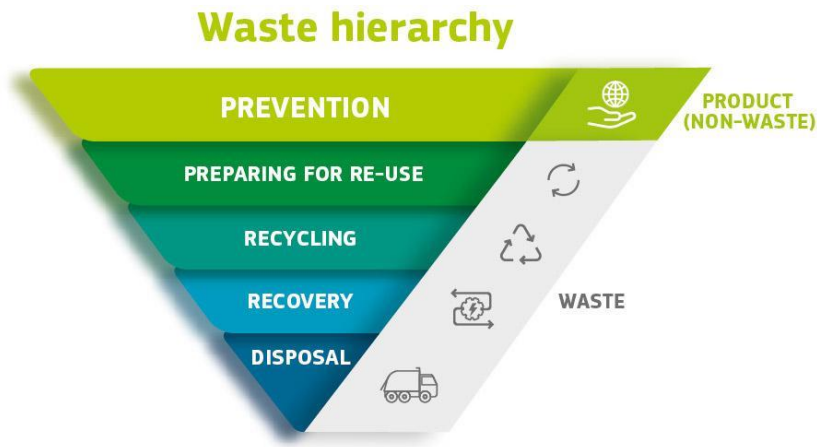 Waste hierarchy
PREVENTION
PRODUCT
(NON-WASTE)
PREPARING FOR RE-USE
RECYCLING
RECOVERY
WASTE
DISPOSAL